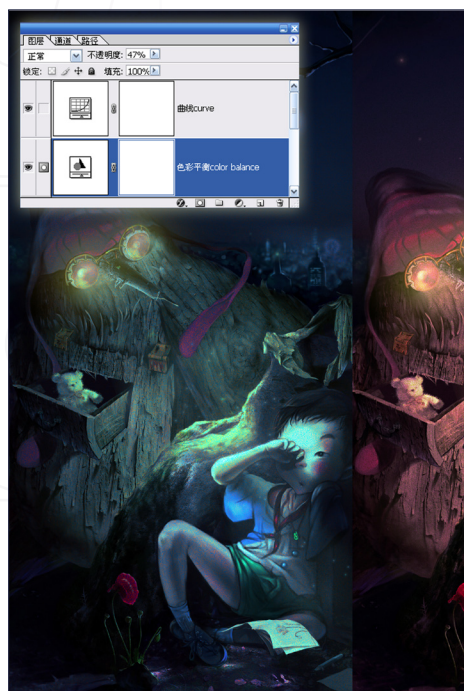 图层 通道 路径
正常 不透明度: 47%
锁定: 填充: 100%
曲线curve
色彩平衡color balance